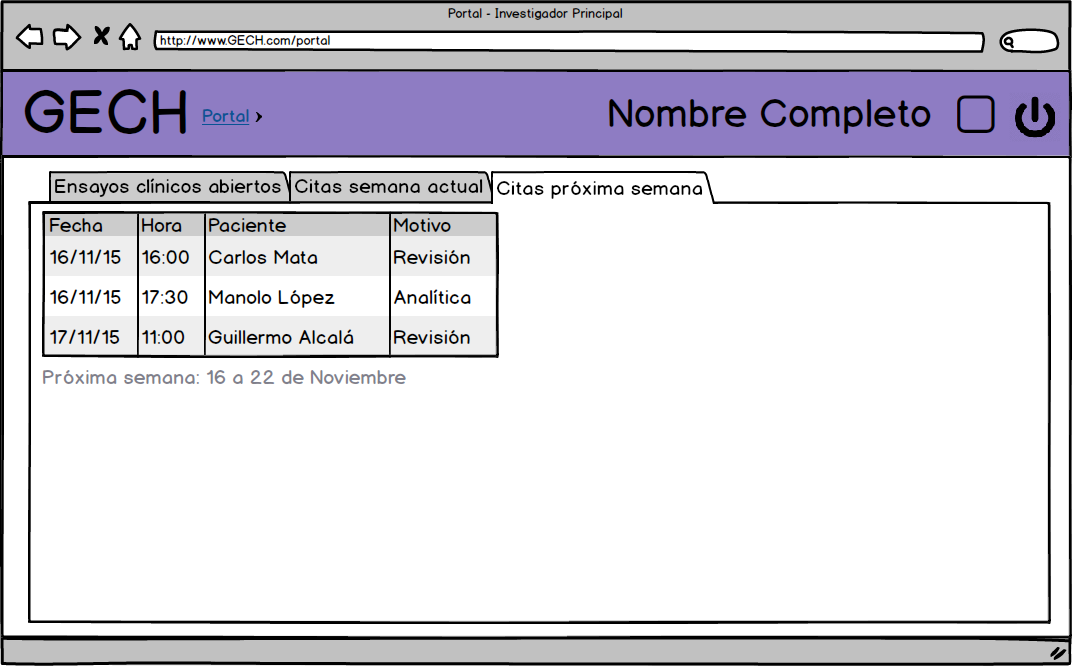 Portal - Investigador Principal
http://www.GECH.com/portal
GECH Portal › Nombre Completo
Ensayos clínicos abiertos Citas semana actual Citas próxima semana
Fecha Hora Paciente Motivo
16/11/15 16:00 Carlos Mata Revisión
16/11/15 17:30 Manolo López Analítica
17/11/15 11:00 Guillermo Alcalá Revisión
Próxima semana: 16 a 22 de Noviembre